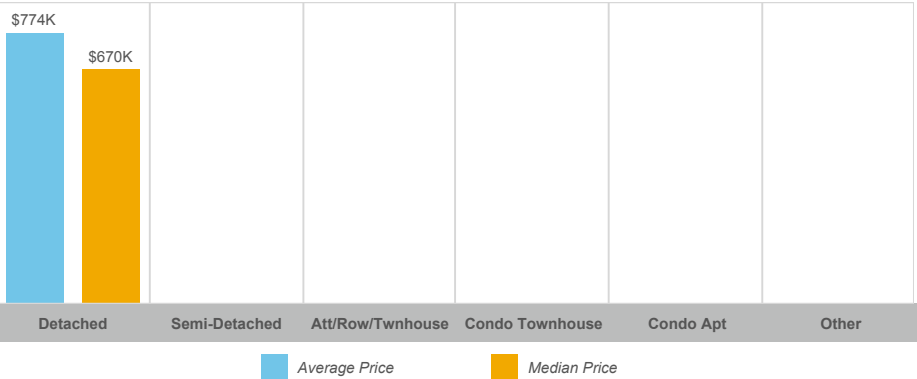 $774K
$670K
Detached Semi-Detached Att/Row/Twnhouse Condo Townhouse Condo Apt Other
Average Price Median Price